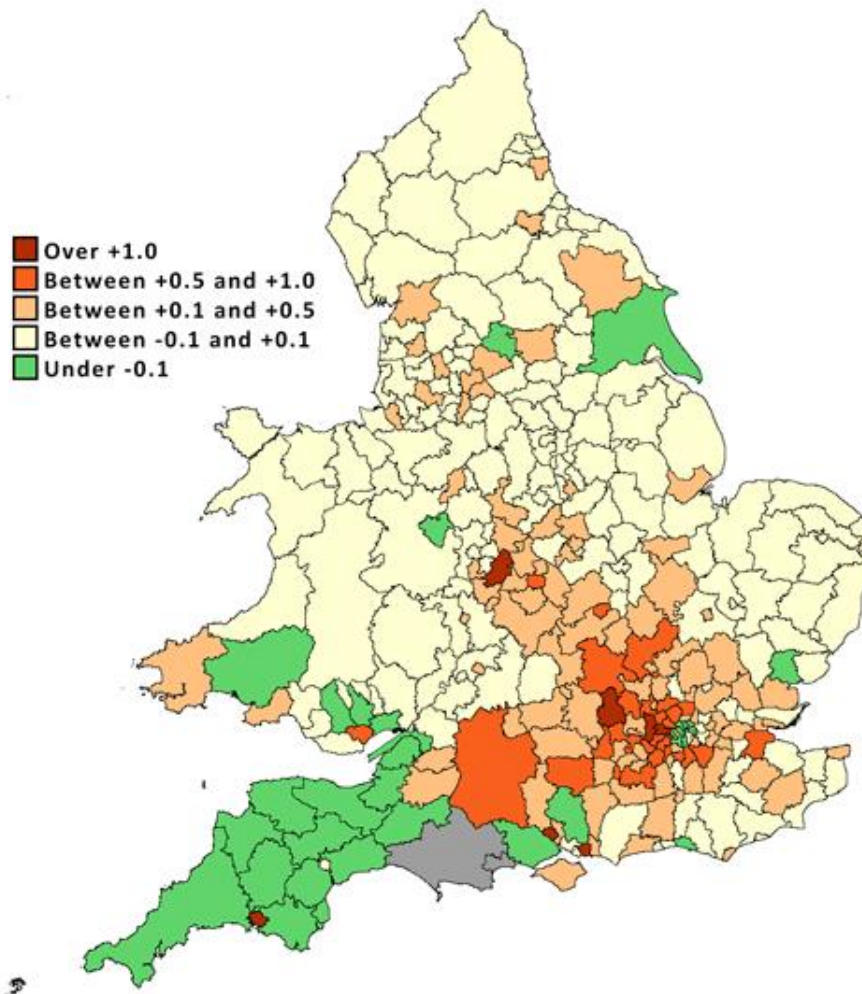 Over +1.0
Between +0.5 and +1.0
Between +0.1 and +0.5
Between -0.1 and +0.1
Under -0.1